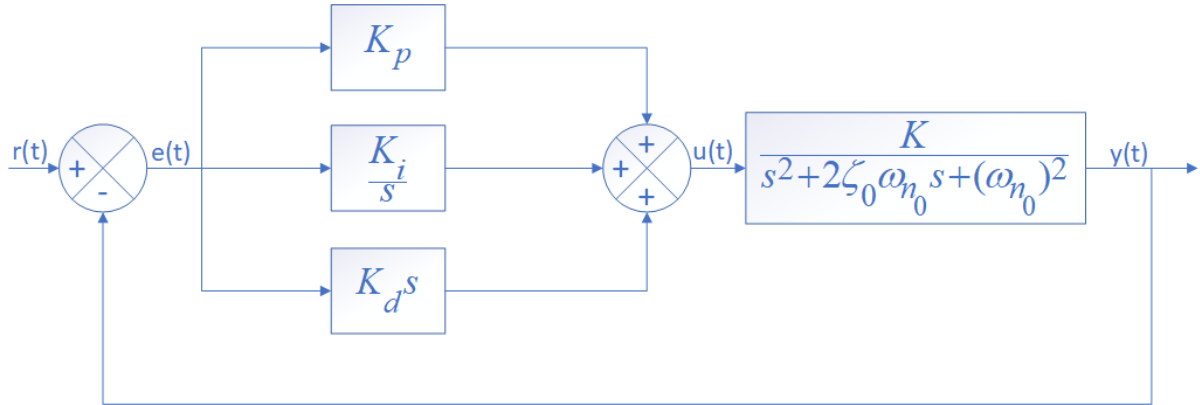 K_p
r(t)
+
-
e(t)
K_i
s
+
+
+
u(t)
K
s^2+2ζ_0ω_{n_0}s+(ω_{n_0})^2
y(t)
K_d s